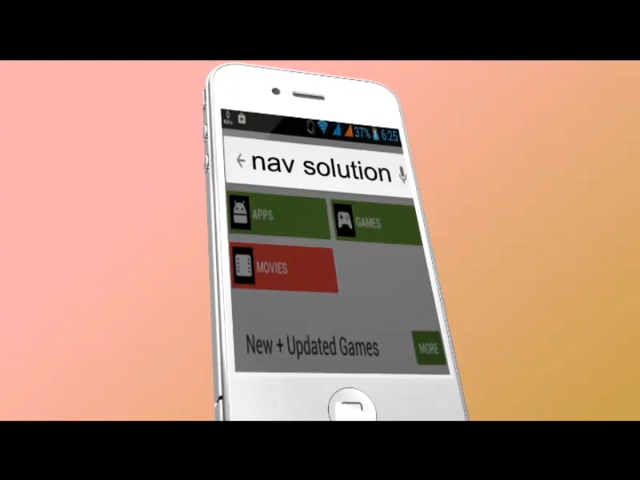 37% 6:25
nav solution
APPS
GAMES
MOVIES
New + Updated Games
MORE